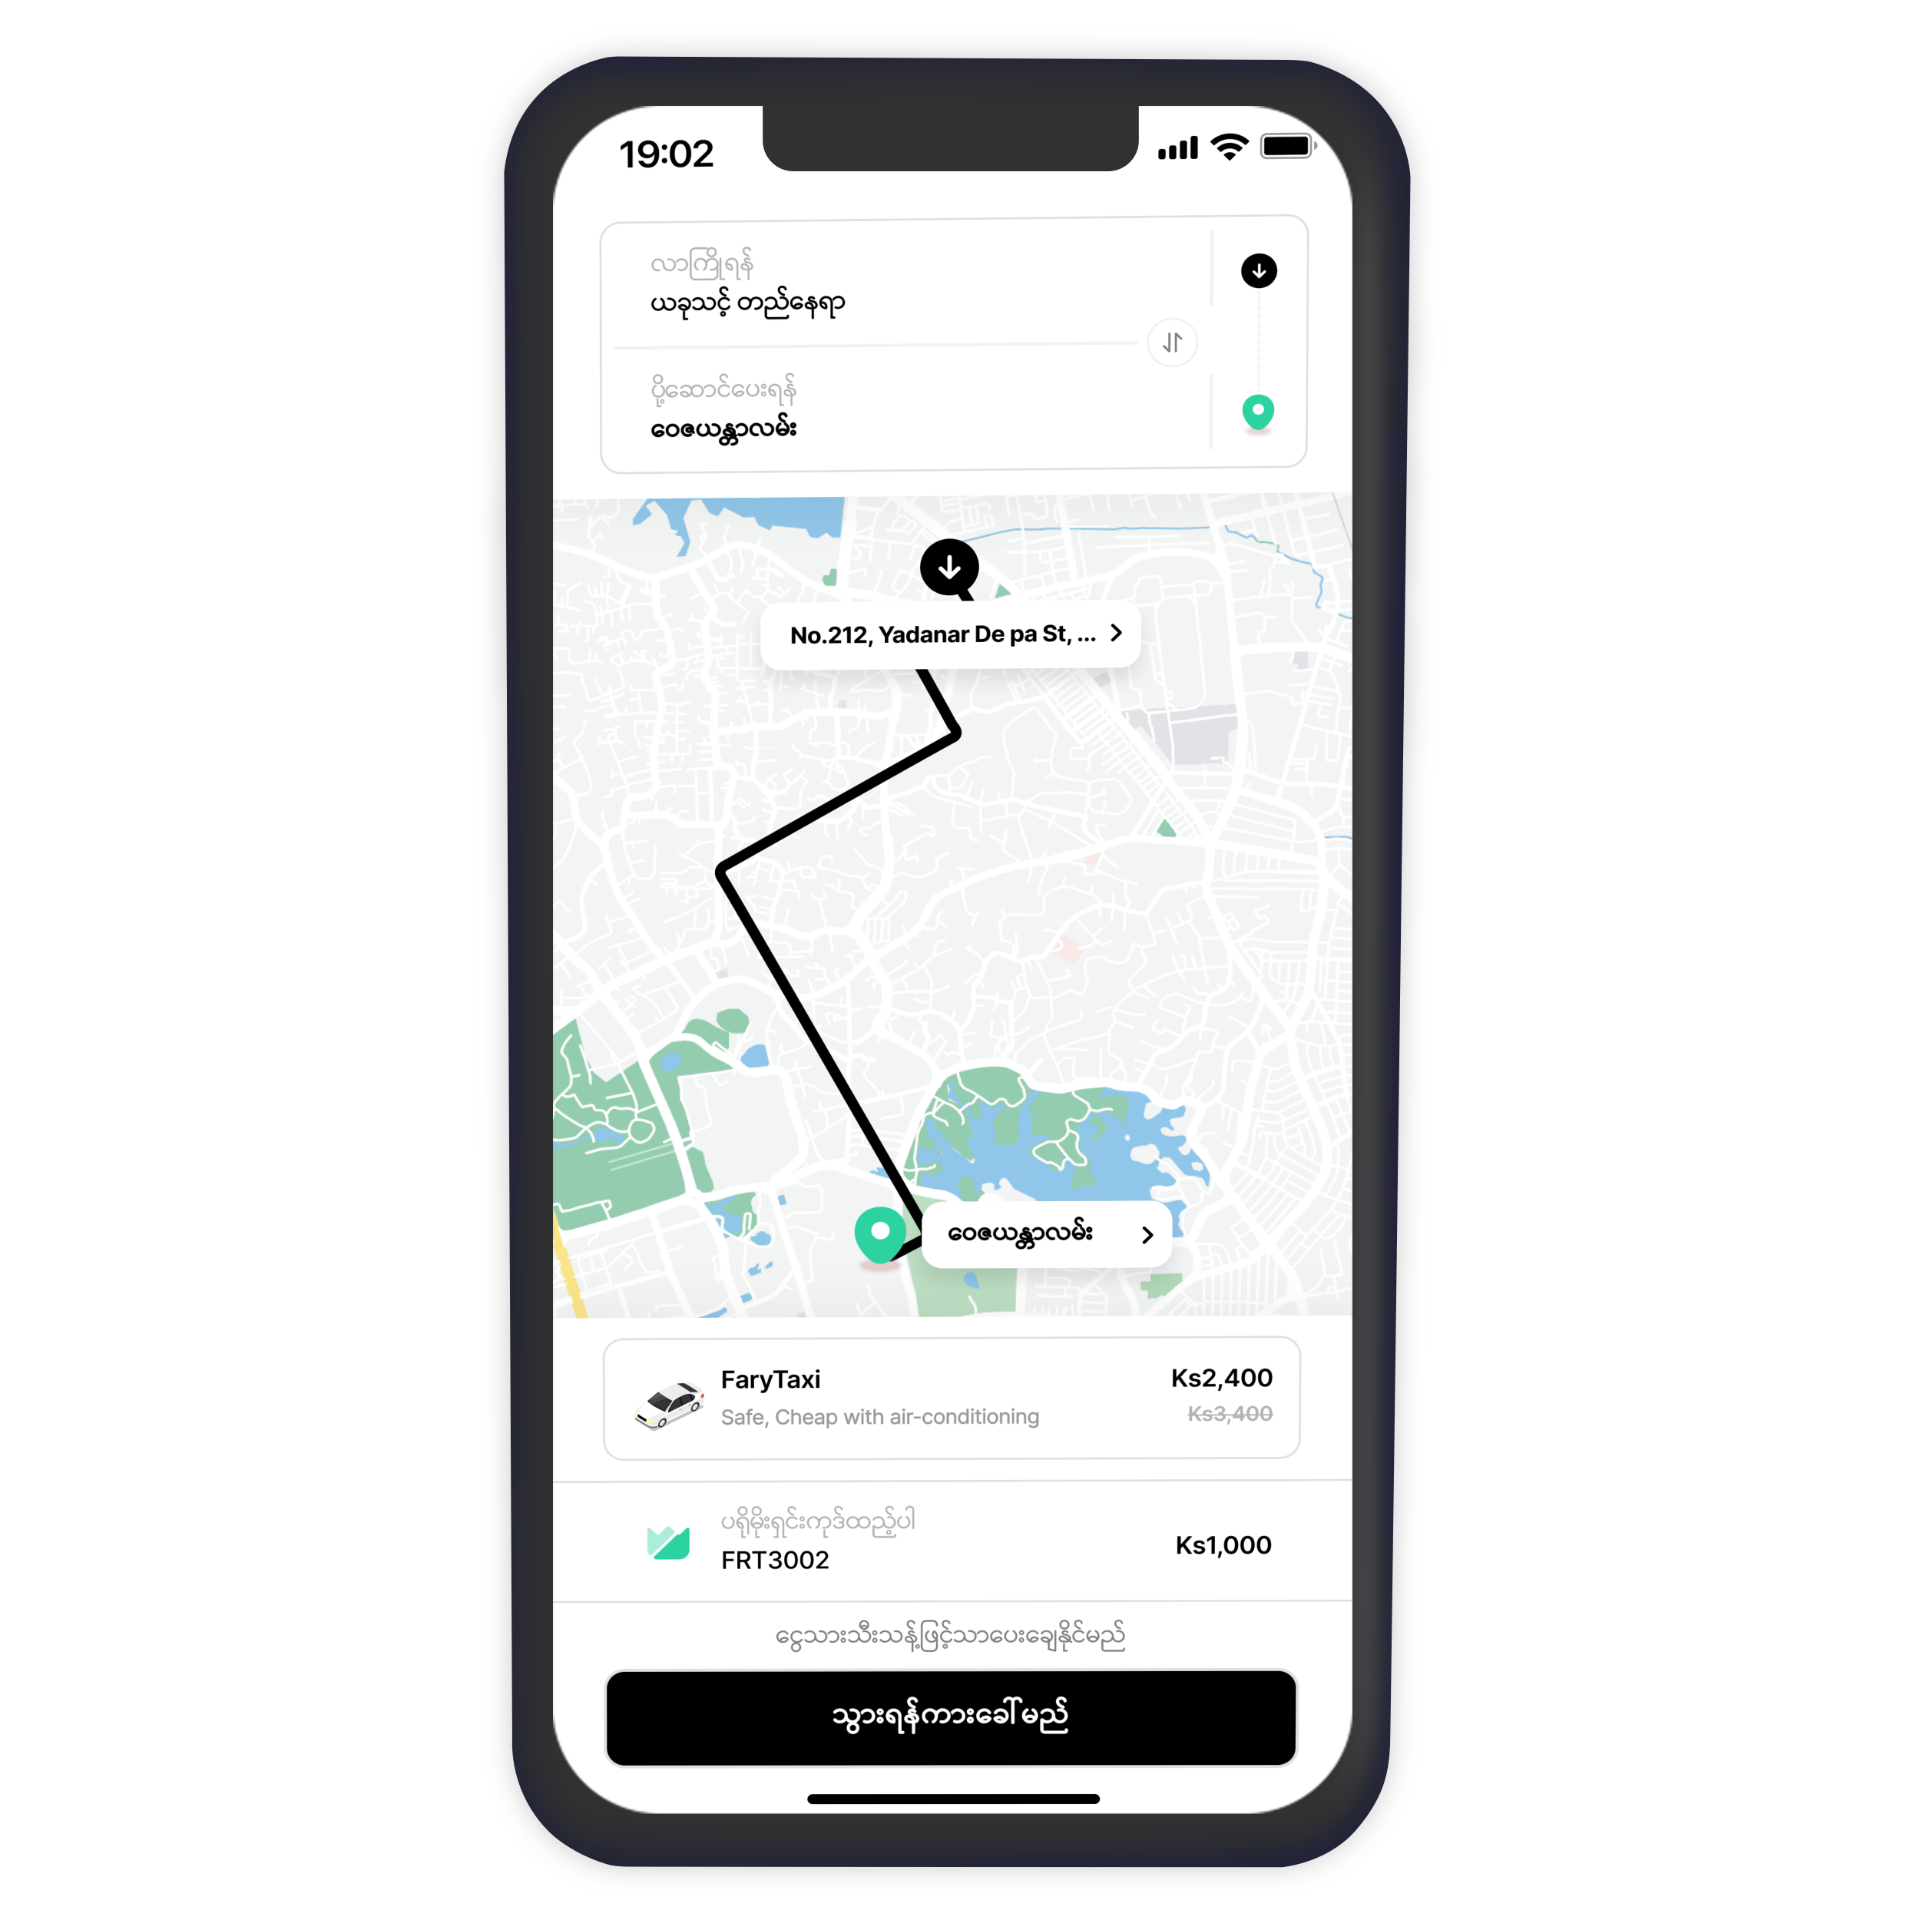 19:02
လာကြိုရန်
ယခုသင့် တည်နေရာ
ပို့ဆောင်ပေးရန်
ဝေဇယန္တာလမ်း
No.212, Yadanar De pa St, ...
ဝေဇယန္တာလမ်း
FaryTaxi
Ks2,400
Safe, Cheap with air-conditioning
Ks3,400
ပရိုမိုးရှင်းကုဒ်ထည့်ပါ
FRT3002
Ks1,000
ငွေသားသီးသန့်ဖြင့်သာပေးချေနိုင်မည်
သွားရန်ကားခေါ်မည်